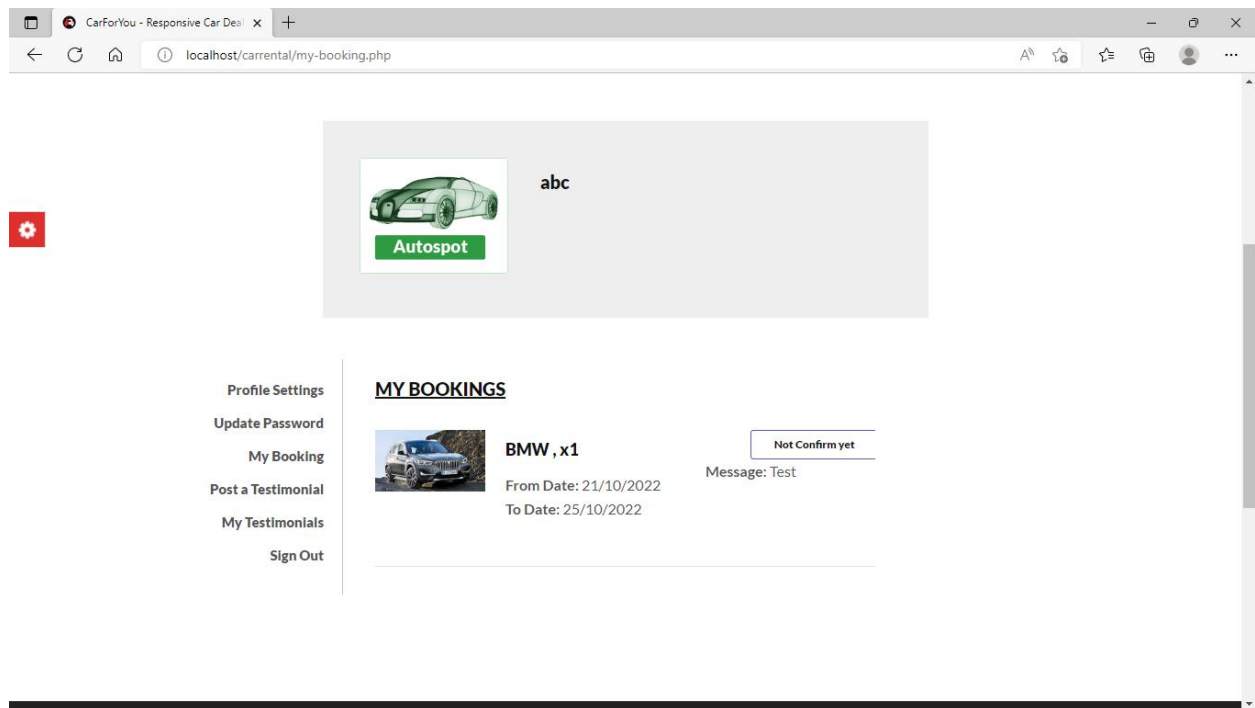 CarForYou - Responsive Car Deal
localhost/carrental/my-booking.php
abc
Autospot
Profile Settings
Update Password
My Booking
Post a Testimonial
My Testimonials
Sign Out
MY BOOKINGS
BMW , x1
From Date: 21/10/2022
To Date: 25/10/2022
Not Confirm yet
Message: Test